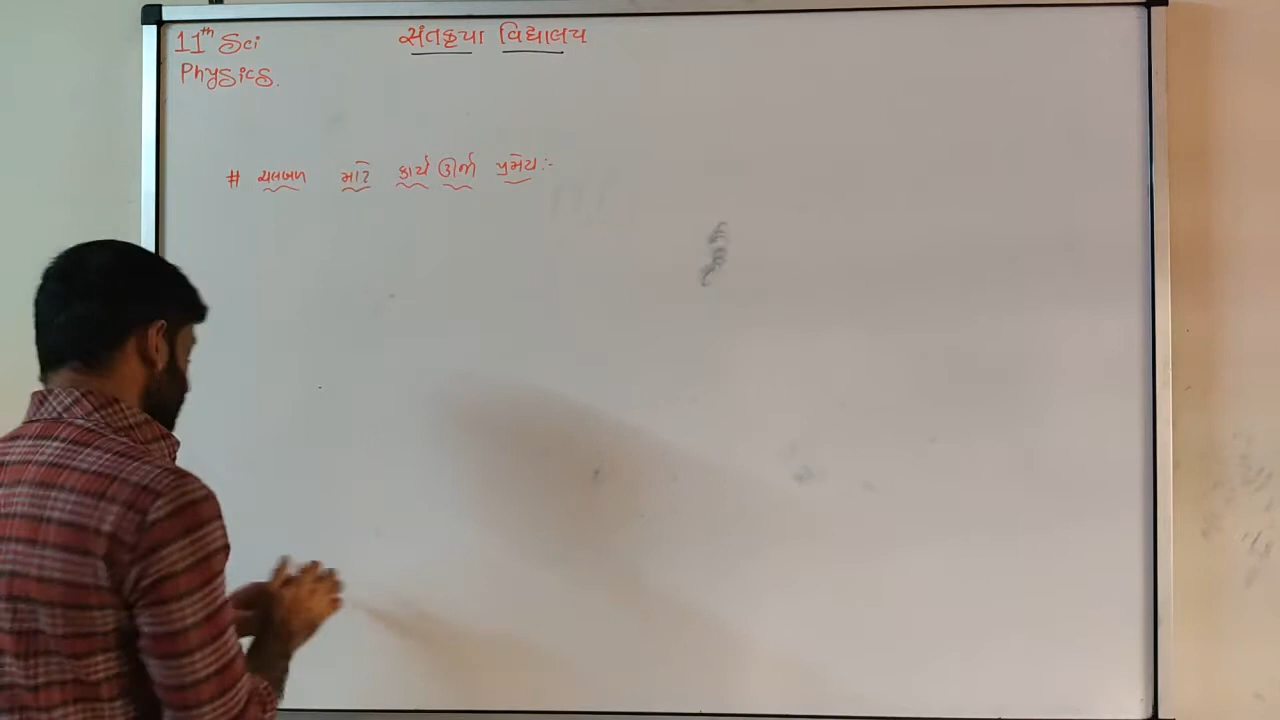 11th Sci
Physics.
સંતકૃપા વિદ્યાલય
# ચલબળ માટે કાર્ય ઊર્જા પ્રમેય :-